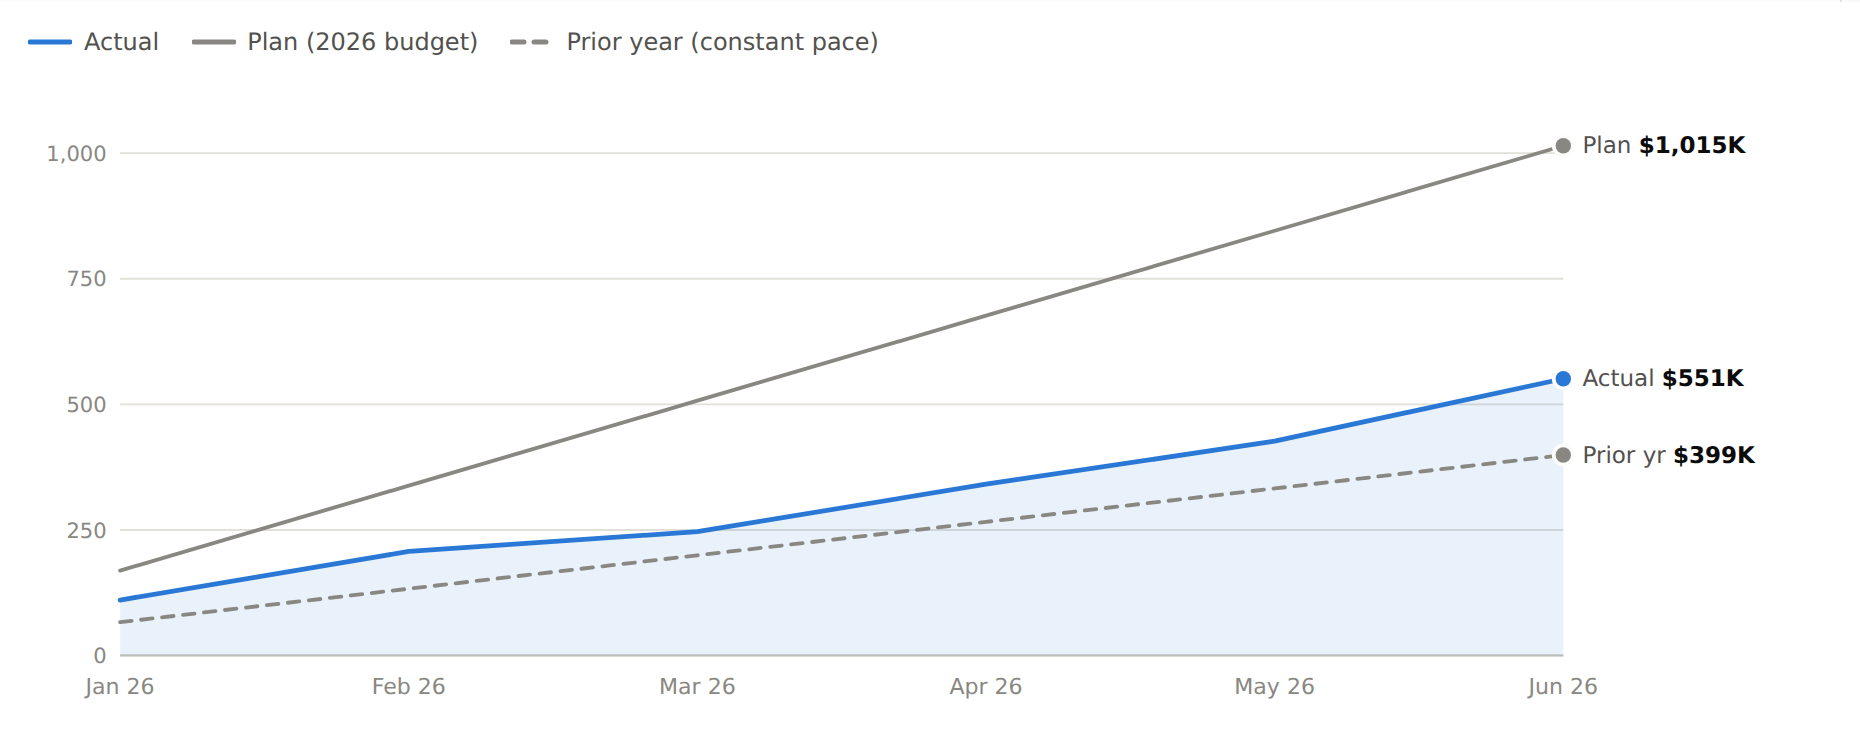 Actual Plan (2026 budget) Prior year (constant pace)
1,000
Plan $1,015K
750
Actual $551K
500
Prior yr $399K
250
0
Jan 26 Feb 26 Mar 26 Apr 26 May 26 Jun 26